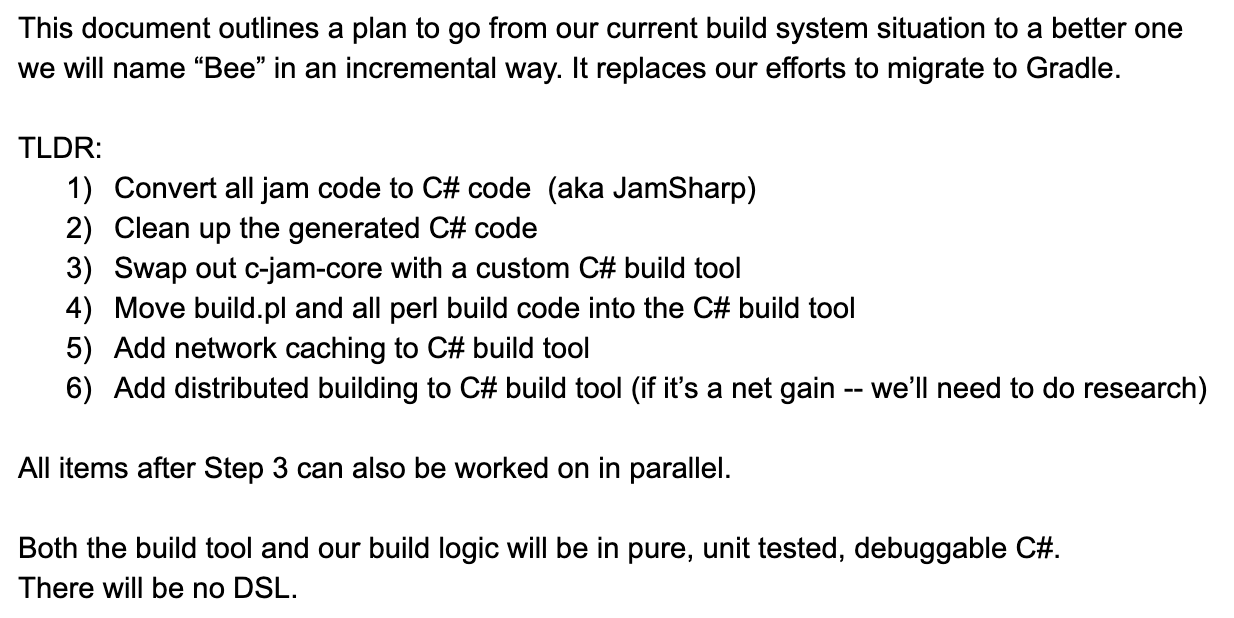 This document outlines a plan to go from our current build system situation to a better one
we will name “Bee” in an incremental way. It replaces our efforts to migrate to Gradle.
TLDR:
1) Convert all jam code to C# code  (aka JamSharp)
2) Clean up the generated C# code
3) Swap out c-jam-core with a custom C# build tool
4) Move build.pl and all perl build code into the C# build tool
5) Add network caching to C# build tool
6) Add distributed building to C# build tool (if it’s a net gain -- we’ll need to do research)
All items after Step 3 can also be worked on in parallel.
Both the build tool and our build logic will be in pure, unit tested, debuggable C#.
There will be no DSL.